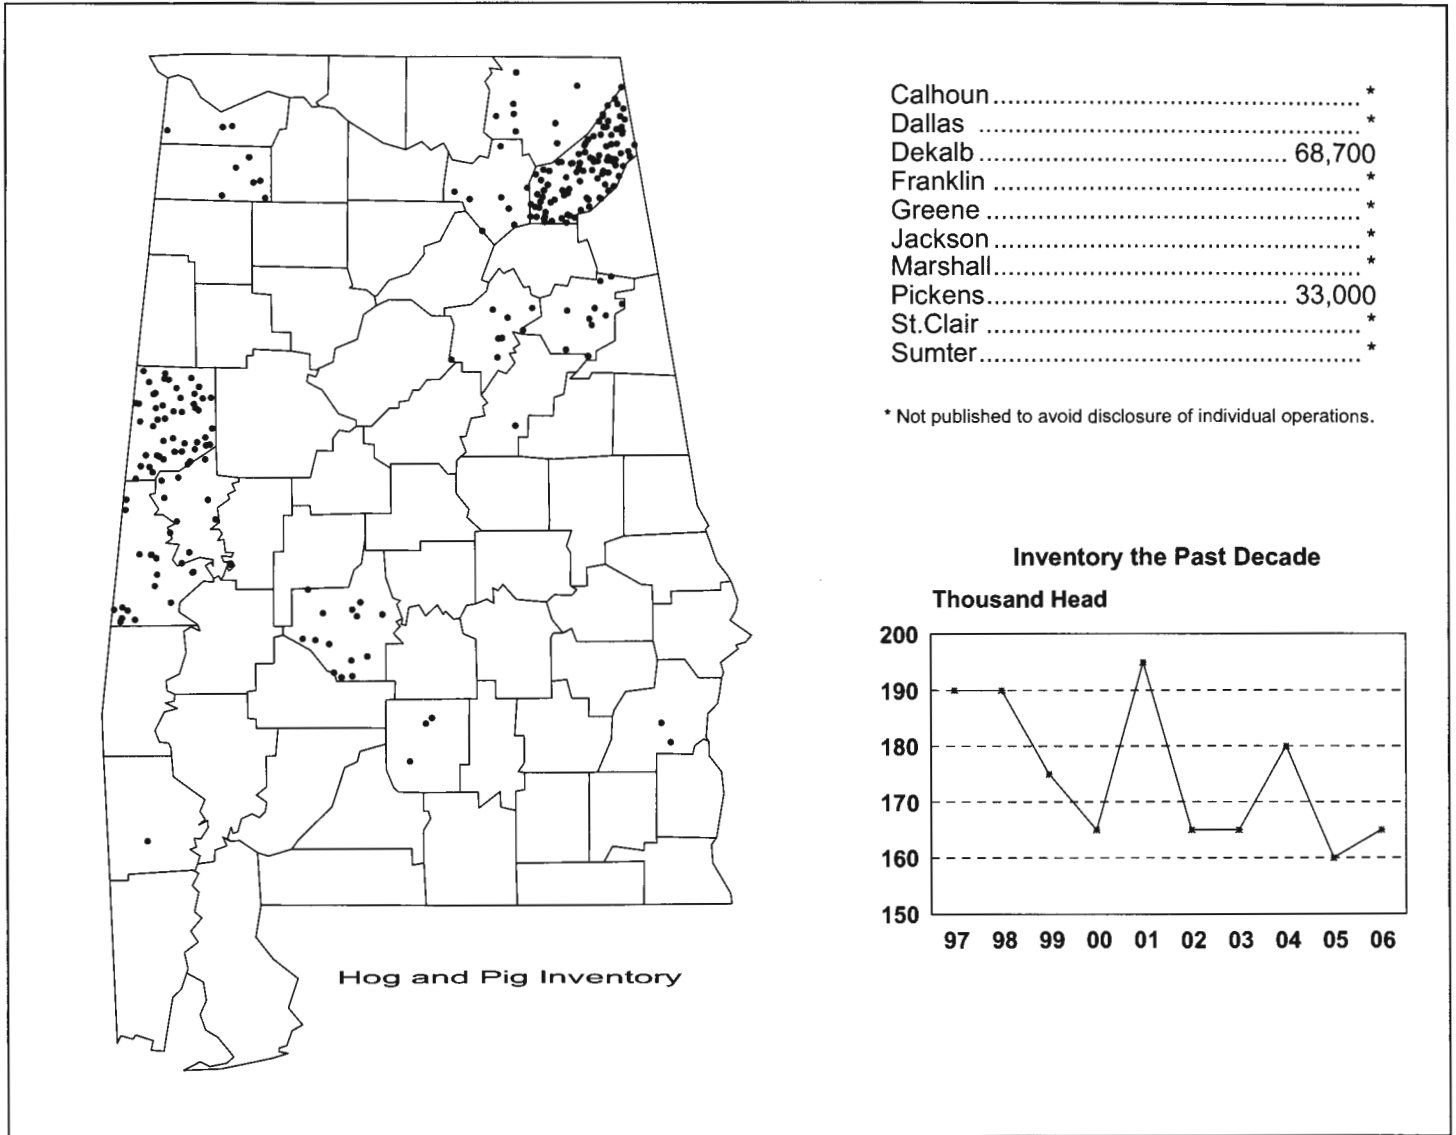 Calhoun.................................................. *
Dallas .................................................... *
Dekalb .......................................... 68,700
Franklin ................................................... *
Greene ................................................... *
Jackson ................................................... *
Marshall................................................... *
Pickens......................................... 33,000
St.Clair ................................................... *
Sumter..................................................... *
* Not published to avoid disclosure of individual operations.
Inventory the Past Decade
Thousand Head
200
190
180
170
160
150
97 98 99 00 01 02 03 04 05 06
Hog and Pig Inventory